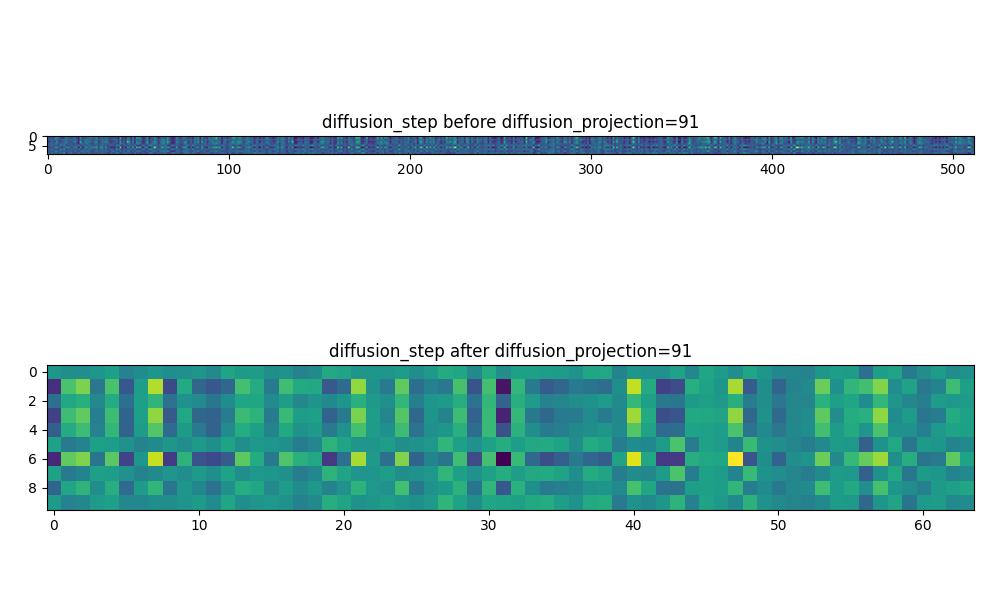 diffusion_step before diffusion_projection=91
0
5
0 100 200 300 400 500
diffusion_step after diffusion_projection=91
0
2
4
6
8
0 10 20 30 40 50 60